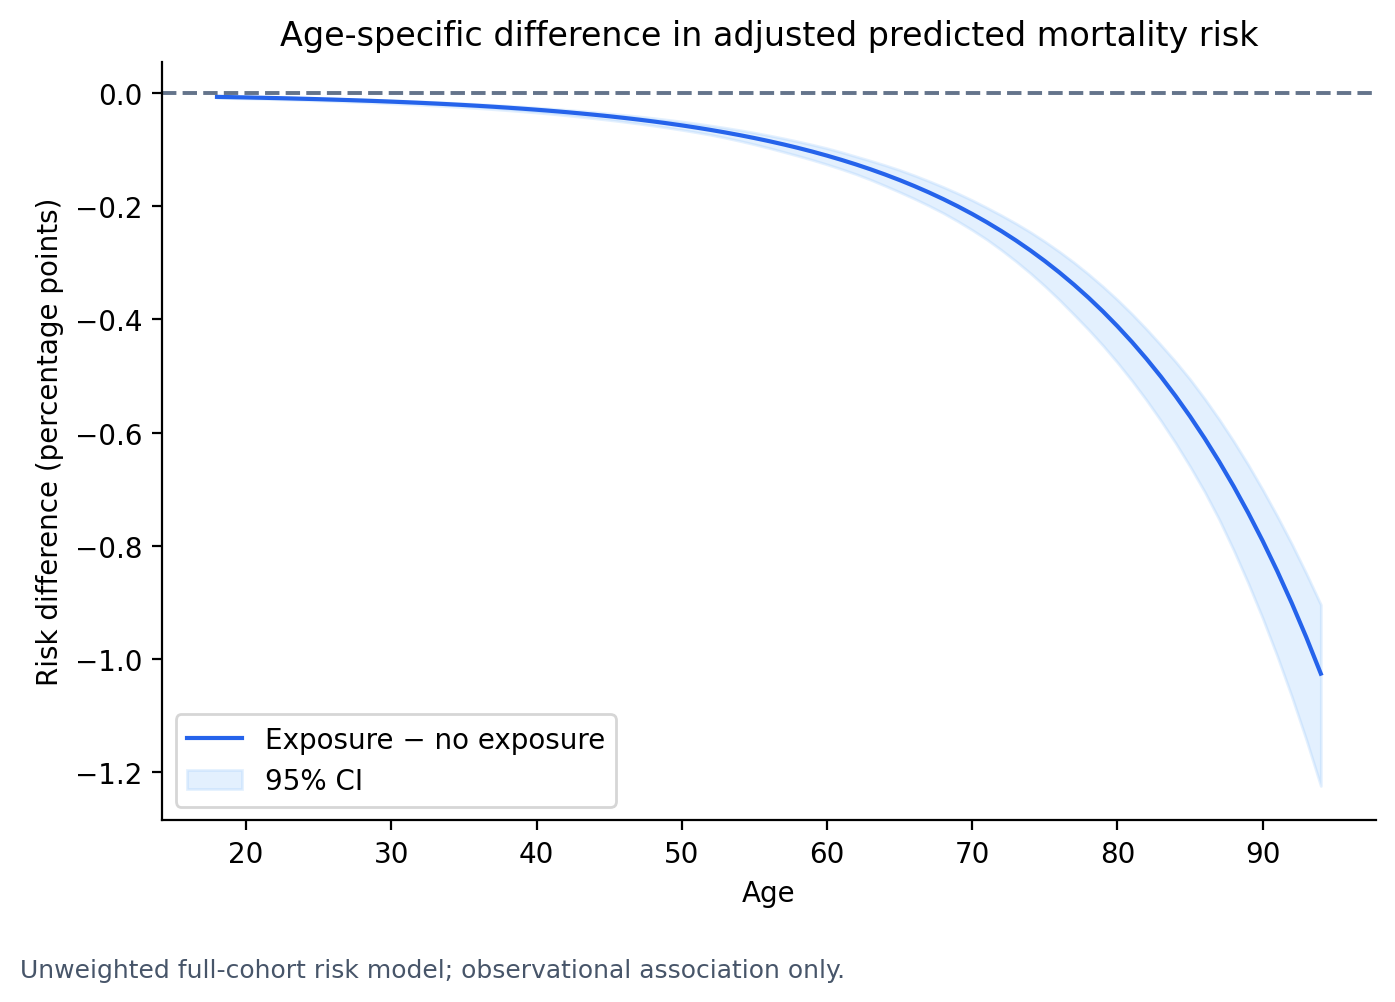 Age-specific difference in adjusted predicted mortality risk
Risk difference (percentage points)
0.0
−0.2
−0.4
−0.6
−0.8
−1.0
−1.2
Exposure − no exposure
95% CI
20 30 40 50 60 70 80 90
Age
Unweighted full-cohort risk model; observational association only.